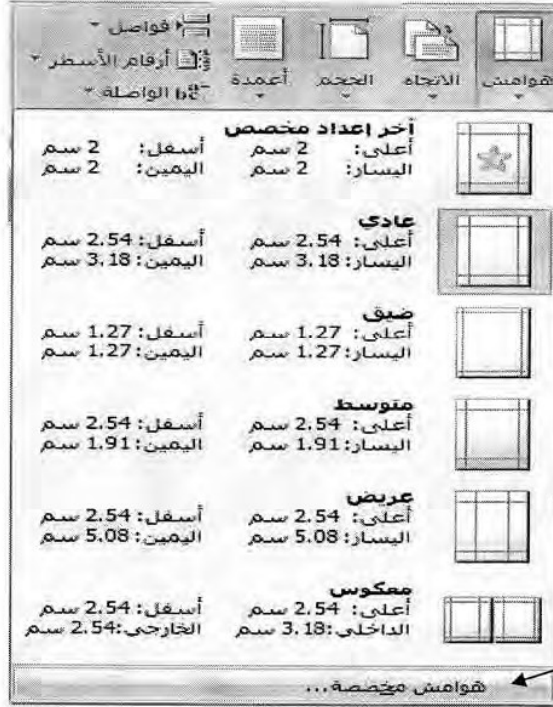 فواصل
أرقام الأسطر
الواصلة
هوامش الاتجاه الحجم أعمدة
آخر إعداد مخصص
أعلى: 2 سم أسفل: 2 سم
اليسار: 2 سم اليمين: 2 سم
عادي
أعلى: 2.54 سم أسفل: 2.54 سم
اليسار: 3.18 سم اليمين: 3.18 سم
ضيق
أعلى: 1.27 سم أسفل: 1.27 سم
اليسار: 1.27 سم اليمين: 1.27 سم
متوسط
أعلى: 2.54 سم أسفل: 2.54 سم
اليسار: 1.91 سم اليمين: 1.91 سم
عريض
أعلى: 2.54 سم أسفل: 2.54 سم
اليسار: 5.08 سم اليمين: 5.08 سم
معكوس
أعلى: 2.54 سم أسفل: 2.54 سم
الداخلي: 3.18 سم الخارجي: 2.54 سم
هوامش مخصصة...